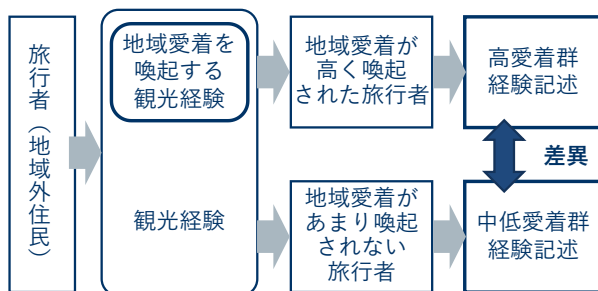 旅行者（地域外住民）
地域愛着を
喚起する
観光経験
観光経験
地域愛着が
高く喚起
された旅行者
地域愛着が
あまり喚起
されない
旅行者
高愛着群
経験記述
差異
中低愛着群
経験記述